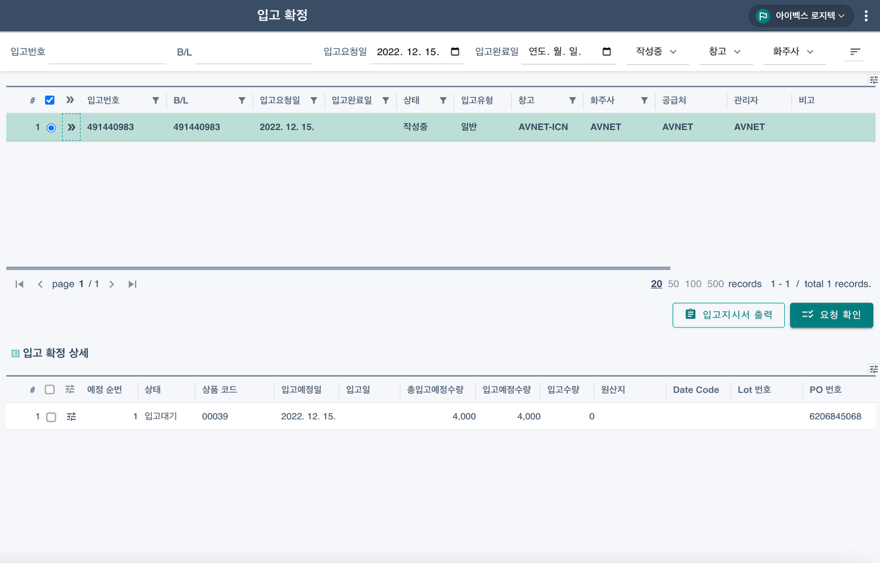 입고 확정
아이벡스 로지텍
입고번호 B/L 입고요청일 2022. 12. 15. 입고완료일 연도. 월. 일. 작성중 창고 화주사
# 입고번호 B/L 입고요청일 입고완료일 상태 입고유형 창고 화주사 공급처 관리자 비고
1 491440983 491440983 2022. 12. 15. 작성중 일반 AVNET-ICN AVNET AVNET AVNET
page 1 / 1 20 50 100 500 records 1 - 1 / total 1 records.
입고지시서 출력 요청 확인
입고 확정 상세
# 예정 순번 상태 상품 코드 입고예정일 입고일 총입고예정수량 입고예정수량 입고수량 원산지 Date Code Lot 번호 PO 번호
1 1 입고대기 00039 2022. 12. 15. 4,000 4,000 0 6206845068